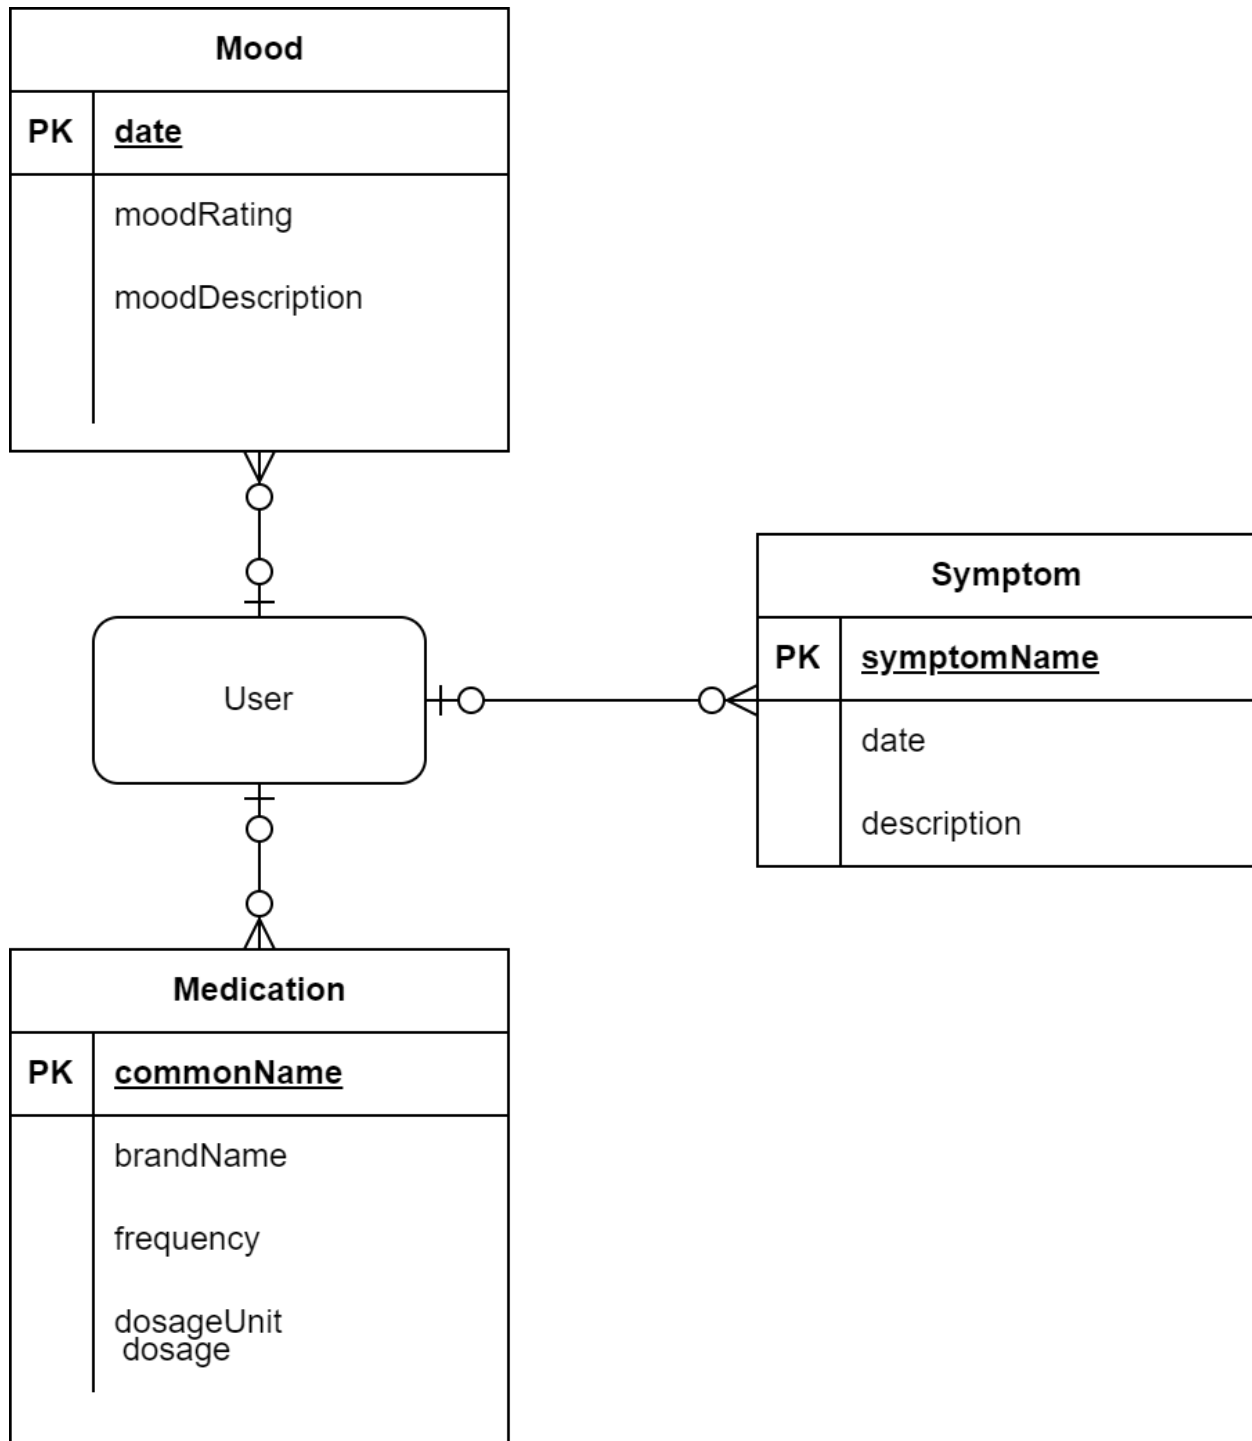 Mood
PK date
moodRating
moodDescription
User
Symptom
PK symptomName
date
description
Medication
PK commonName
brandName
frequency
dosageUnit
dosage